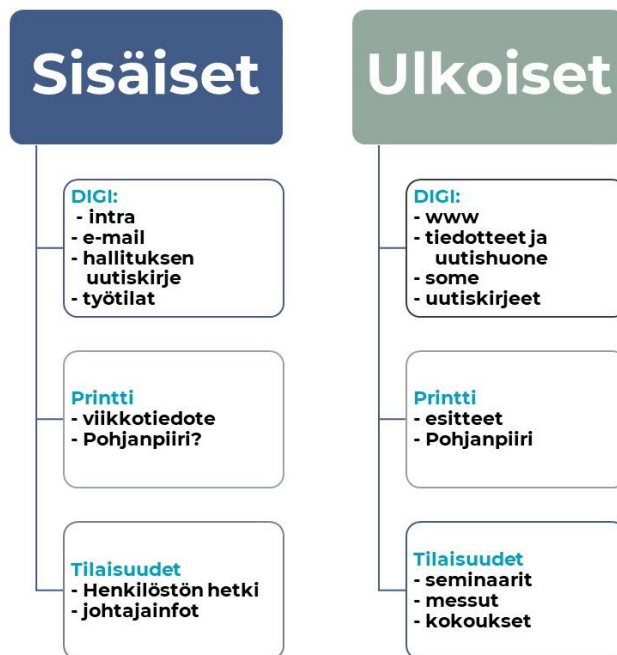 Sisäiset
DIGI:
- intra
- e-mail
- hallituksen
uutiskirje
- työtilat
Printti
- viikkotiedote
- Pohjanpiiri?
Tilaisuudet
- Henkilöstön hetki
- johtajainfot
Ulkoiset
DIGI:
- www
- tiedotteet ja
uutishuone
- some
- uutiskirjeet
Printti
- esitteet
- Pohjanpiiri
Tilaisuudet
- seminaarit
- messut
- kokoukset